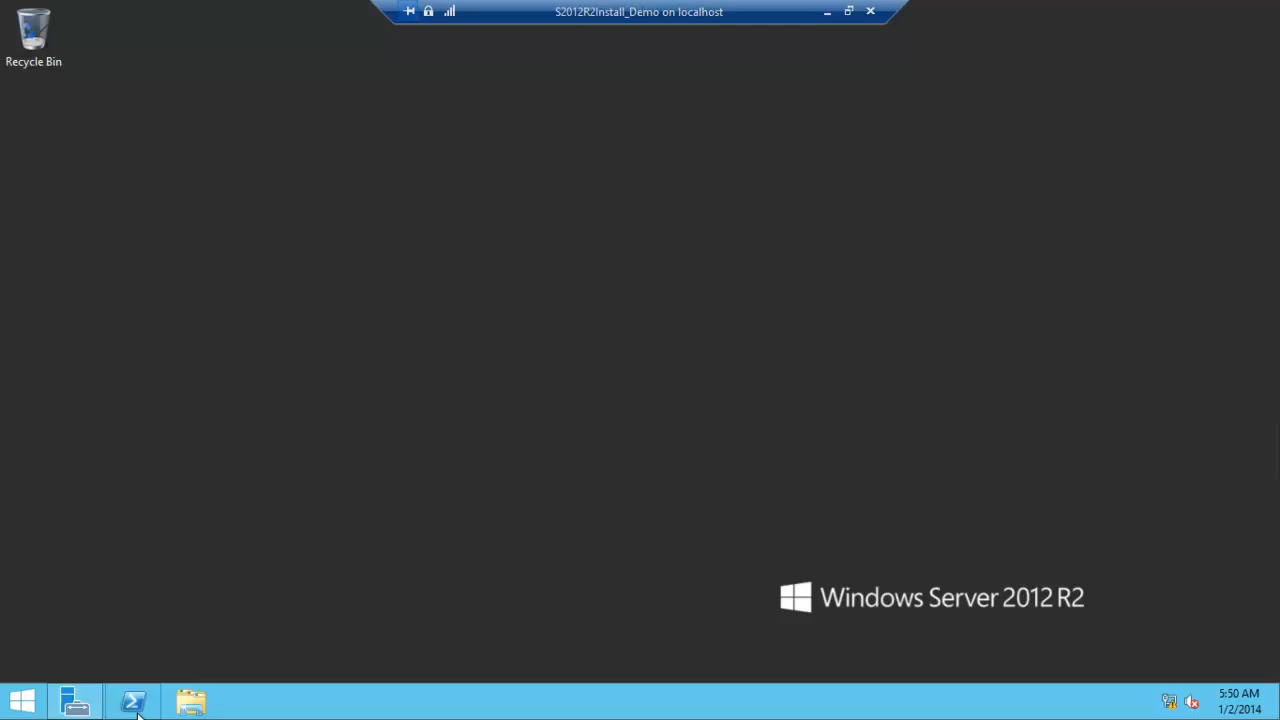 S2012R2Install_Demo on localhost
Recycle Bin
Windows Server 2012 R2
5:50 AM
1/2/2014